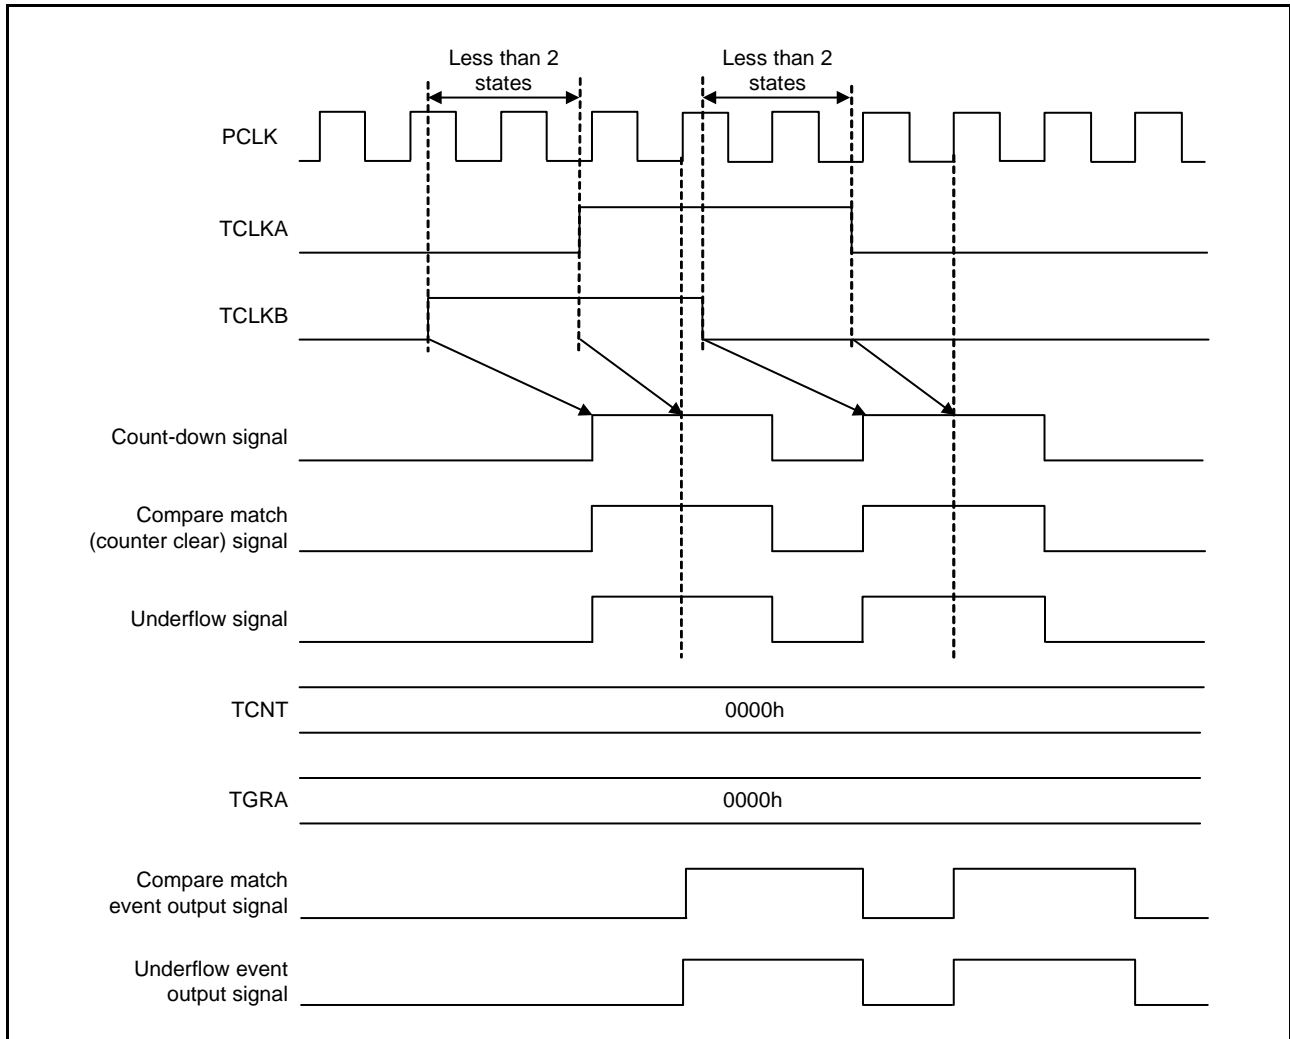 Less than 2
states
Less than 2
states
PCLK
TCLKA
TCLKB
Count-down signal
Compare match
(counter clear) signal
Underflow signal
TCNT
0000h
TGRA
0000h
Compare match
event output signal
Underflow event
output signal